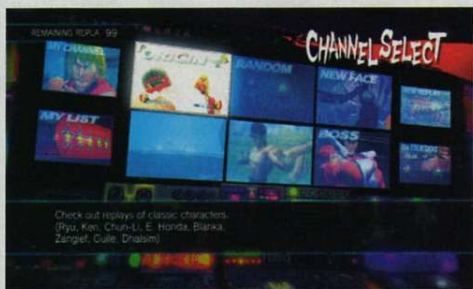 REMAINING REPLAY 99
CHANNEL SELECT
MY CHANNEL
ORIGIN
RANDOM
NEW FACE
MY LIST
BOSS
Check out replays of classic characters.
(Ryu, Ken, Chun-Li, E. Honda, Blanka,
Zangief, Guile, Dhalsim)